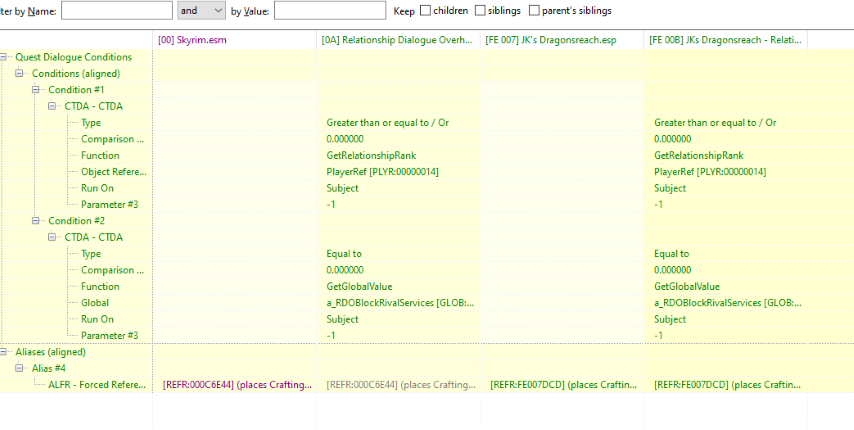 lter by Name: and by Value: Keep children siblings parent's siblings
[00] Skyrim.esm [0A] Relationship Dialogue Overh... [FE 007] JK's Dragonsreach.esp [FE 00B] JKs Dragonsreach - Relati...
Quest Dialogue Conditions
Conditions (aligned)
Condition #1
CTDA - CTDA
Type Greater than or equal to / Or Greater than or equal to / Or
Comparison ... 0.000000 0.000000
Function GetRelationshipRank GetRelationshipRank
Object Refere... PlayerRef [PLYR:00000014] PlayerRef [PLYR:00000014]
Run On Subject Subject
Parameter #3 -1 -1
Condition #2
CTDA - CTDA
Type Equal to Equal to
Comparison ... 0.000000 0.000000
Function GetGlobalValue GetGlobalValue
Global a_RDOBlockRivalServices [GLOB:... a_RDOBlockRivalServices [GLOB:...
Run On Subject Subject
Parameter #3 -1 -1
Aliases (aligned)
Alias #4
ALFR - Forced Refere... [REFR:000C6E44] (places Crafting... [REFR:000C6E44] (places Crafting... [REFR:FE007DCD] (places Craftin... [REFR:FE007DCD] (places Craftin...